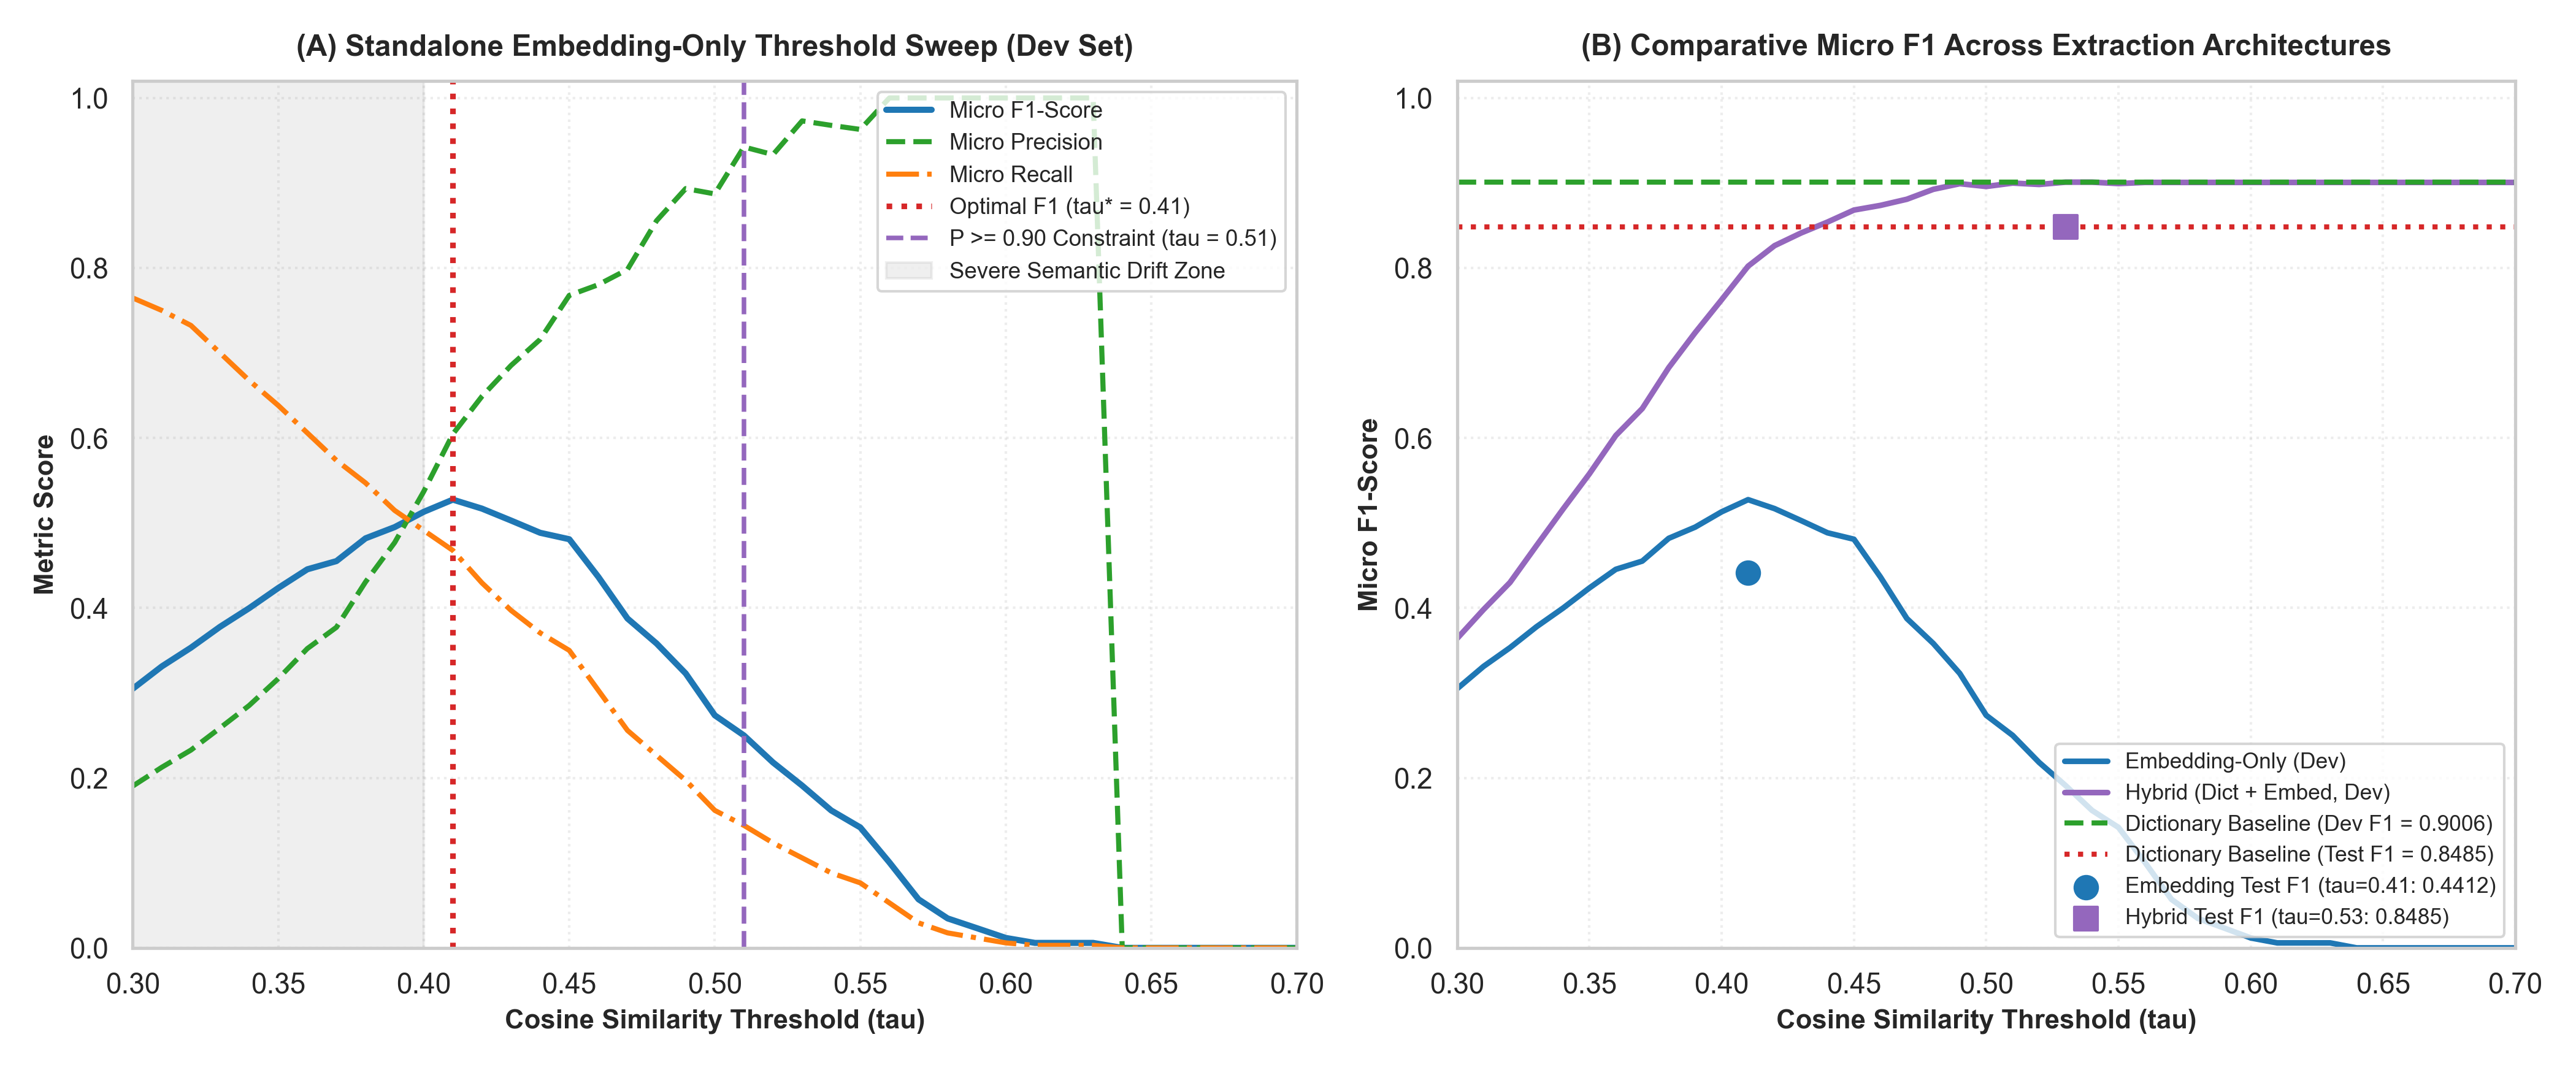 (A) Standalone Embedding-Only Threshold Sweep (Dev Set)
Metric Score
1.0
0.8
0.6
0.4
0.2
0.0
Micro F1-Score
Micro Precision
Micro Recall
Optimal F1 (tau* = 0.41)
P >= 0.90 Constraint (tau = 0.51)
Severe Semantic Drift Zone
0.30 0.35 0.40 0.45 0.50 0.55 0.60 0.65 0.70
Cosine Similarity Threshold (tau)
(B) Comparative Micro F1 Across Extraction Architectures
Micro F1-Score
1.0
0.8
0.6
0.4
0.2
0.0
Embedding-Only (Dev)
Hybrid (Dict + Embed, Dev)
Dictionary Baseline (Dev F1 = 0.9006)
Dictionary Baseline (Test F1 = 0.8485)
Embedding Test F1 (tau=0.41: 0.4412)
Hybrid Test F1 (tau=0.53: 0.8485)
0.30 0.35 0.40 0.45 0.50 0.55 0.60 0.65 0.70
Cosine Similarity Threshold (tau)